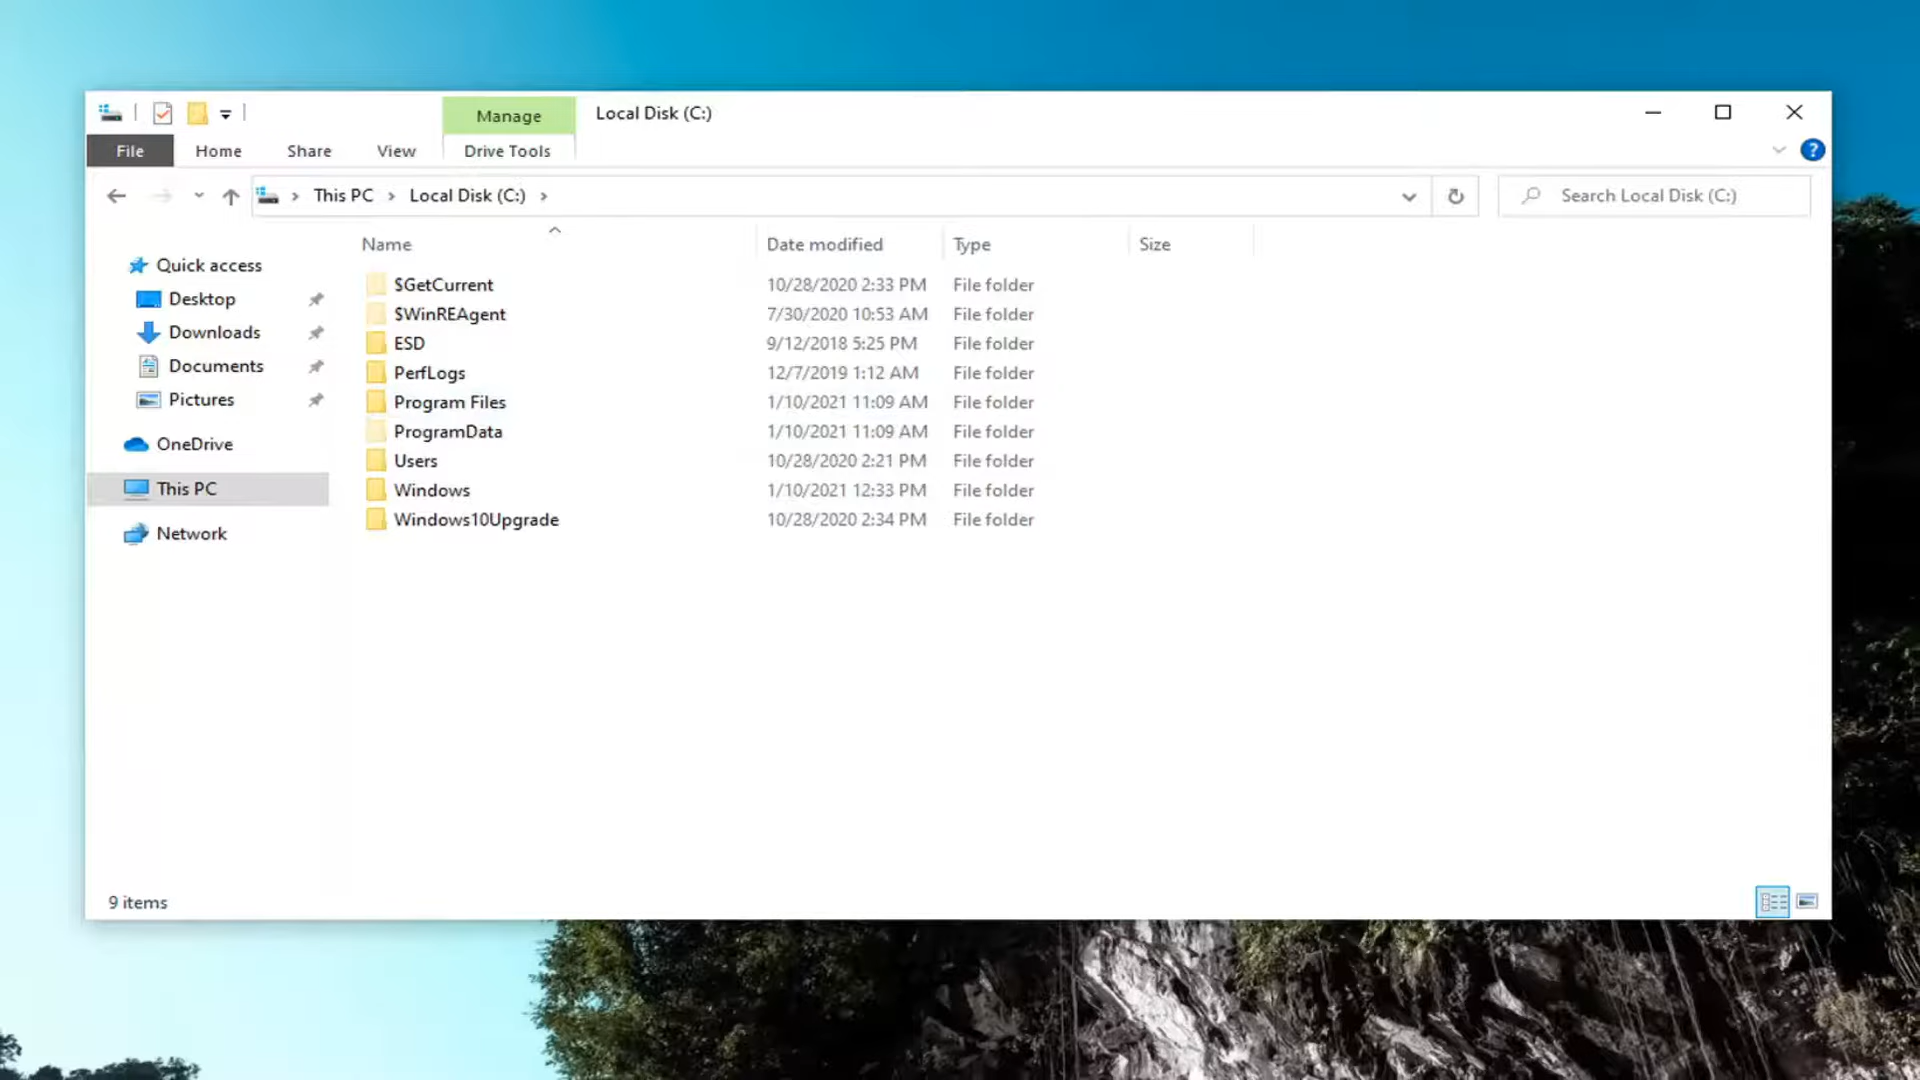 Manage
Local Disk (C:)
File
Home
Share
View
Drive Tools
?
This PC
Local Disk (C:)
Search Local Disk (C:)
Name
Date modified
Type
Size
Quick access
Desktop
Downloads
Documents
Pictures
OneDrive
This PC
Network
$GetCurrent 10/28/2020 2:33 PM File folder
$WinREAgent 7/30/2020 10:53 AM File folder
ESD 9/12/2018 5:25 PM File folder
PerfLogs 12/7/2019 1:12 AM File folder
Program Files 1/10/2021 11:09 AM File folder
ProgramData 1/10/2021 11:09 AM File folder
Users 10/28/2020 2:21 PM File folder
Windows 1/10/2021 12:33 PM File folder
Windows10Upgrade 10/28/2020 2:34 PM File folder
9 items